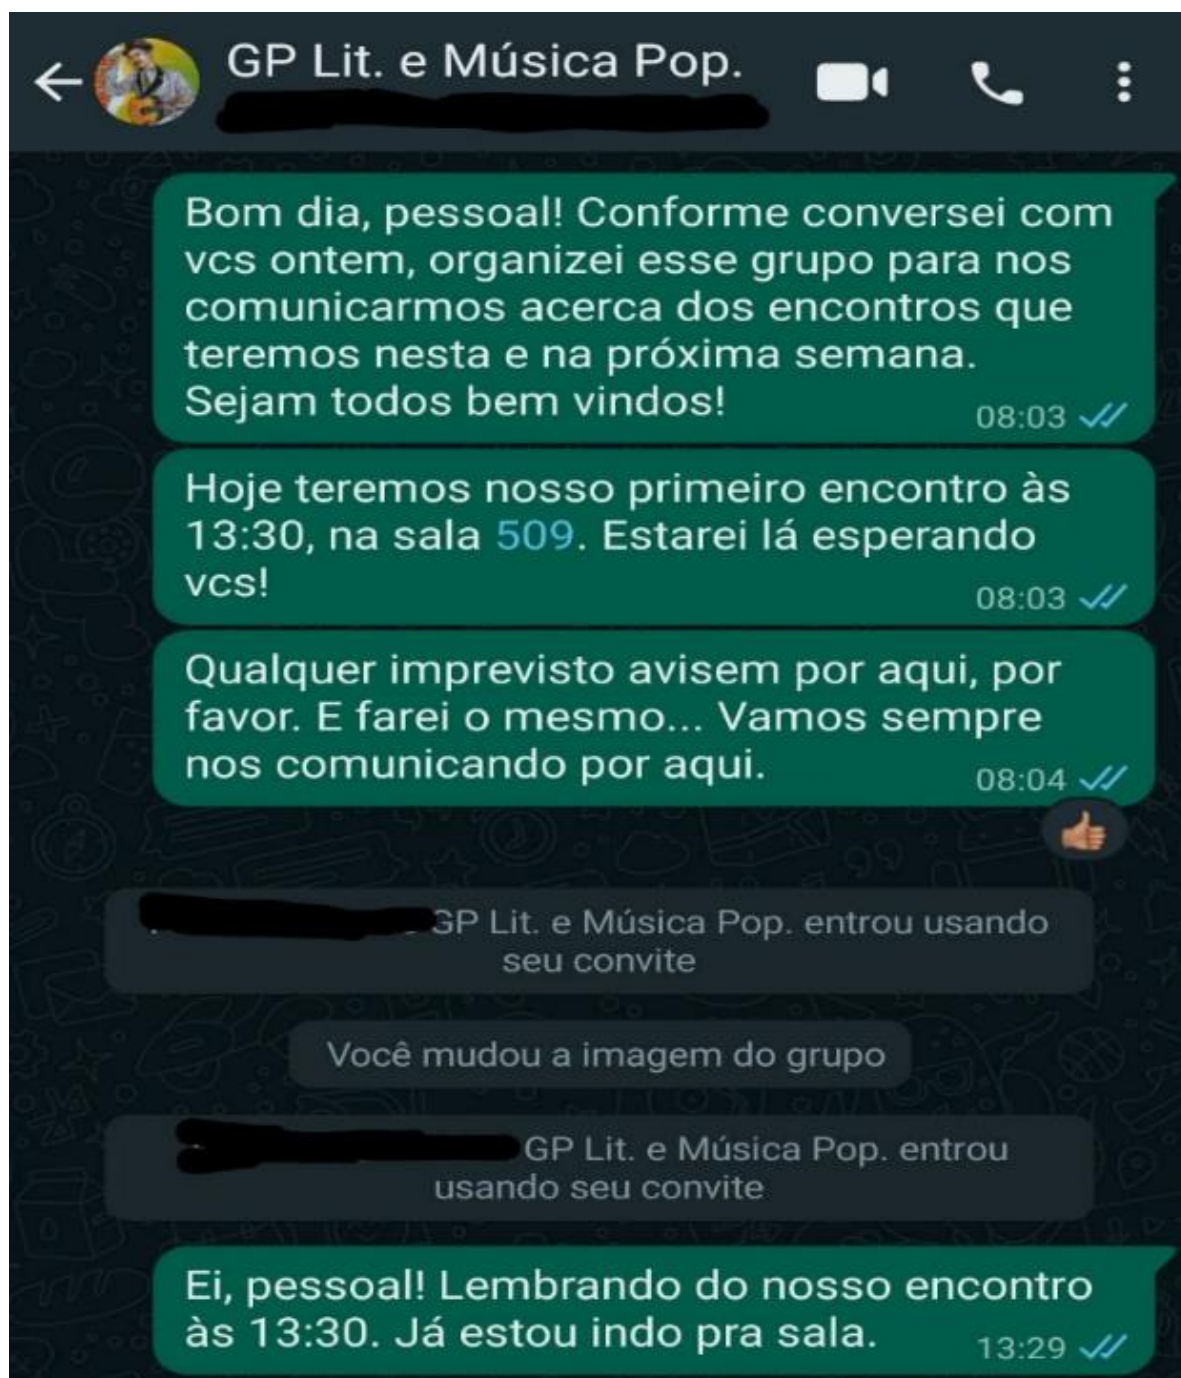 GP Lit. e Música Pop.
Bom dia, pessoal! Conforme conversei com
vcs ontem, organizei esse grupo para nos
comunicarmos acerca dos encontros que
teremos nesta e na próxima semana.
Sejam todos bem vindos!
08:03
Hoje teremos nosso primeiro encontro às
13:30, na sala 509. Estarei lá esperando
vcs!
08:03
Qualquer imprevisto avisem por aqui, por
favor. E farei o mesmo... Vamos sempre
nos comunicando por aqui.
08:04
GP Lit. e Música Pop. entrou usando
seu convite
Você mudou a imagem do grupo
GP Lit. e Música Pop. entrou
usando seu convite
Ei, pessoal! Lembrando do nosso encontro
às 13:30. Já estou indo pra sala.
13:29